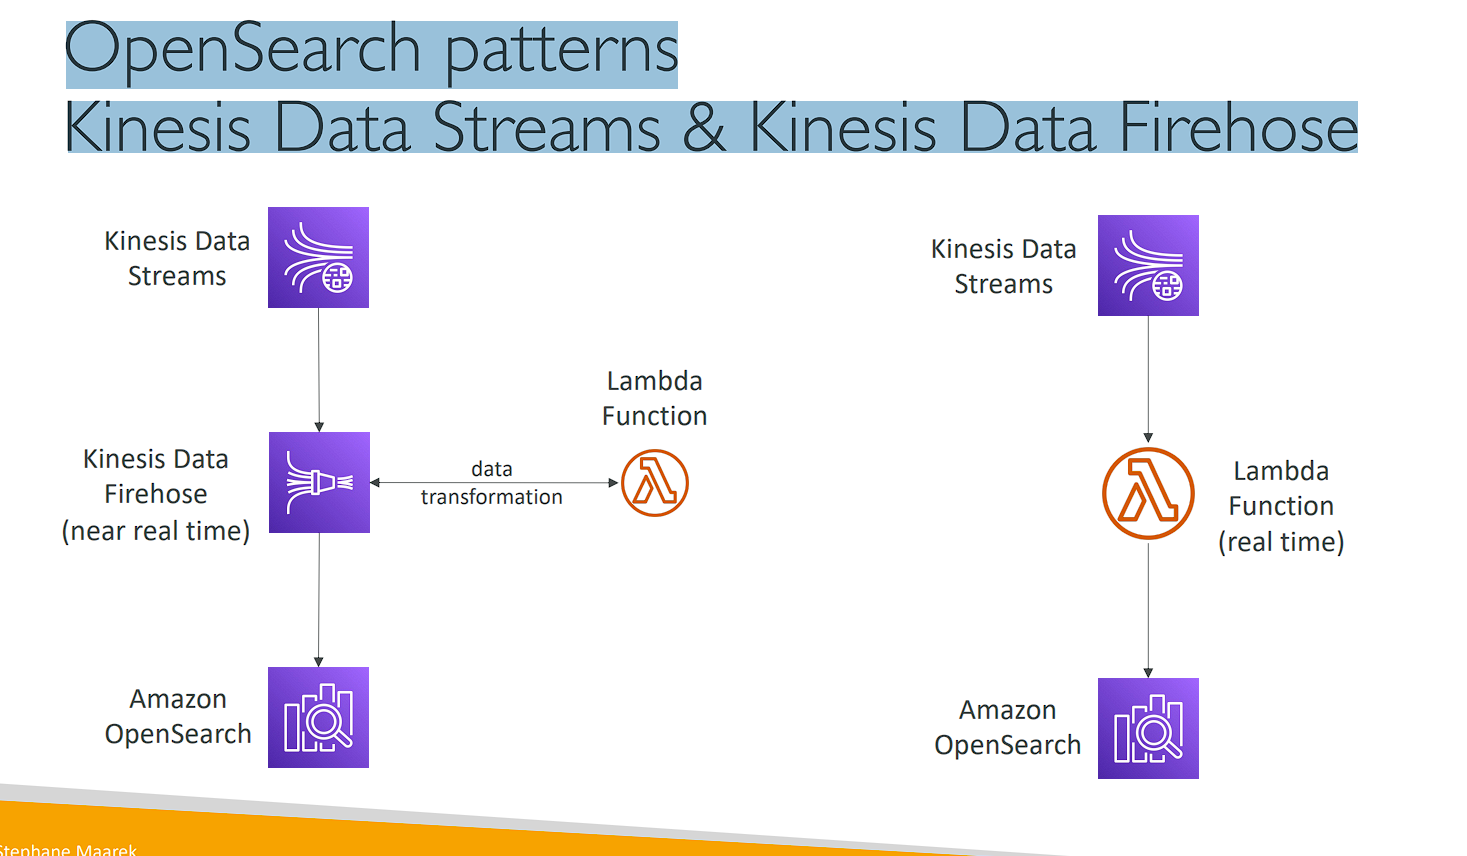 OpenSearch patterns
Kinesis Data Streams & Kinesis Data Firehose
Kinesis Data
Streams
Kinesis Data
Firehose
(near real time)
data
transformation
Lambda
Function
Amazon
OpenSearch
Kinesis Data
Streams
Lambda
Function
(real time)
Amazon
OpenSearch
Stephane Maarek